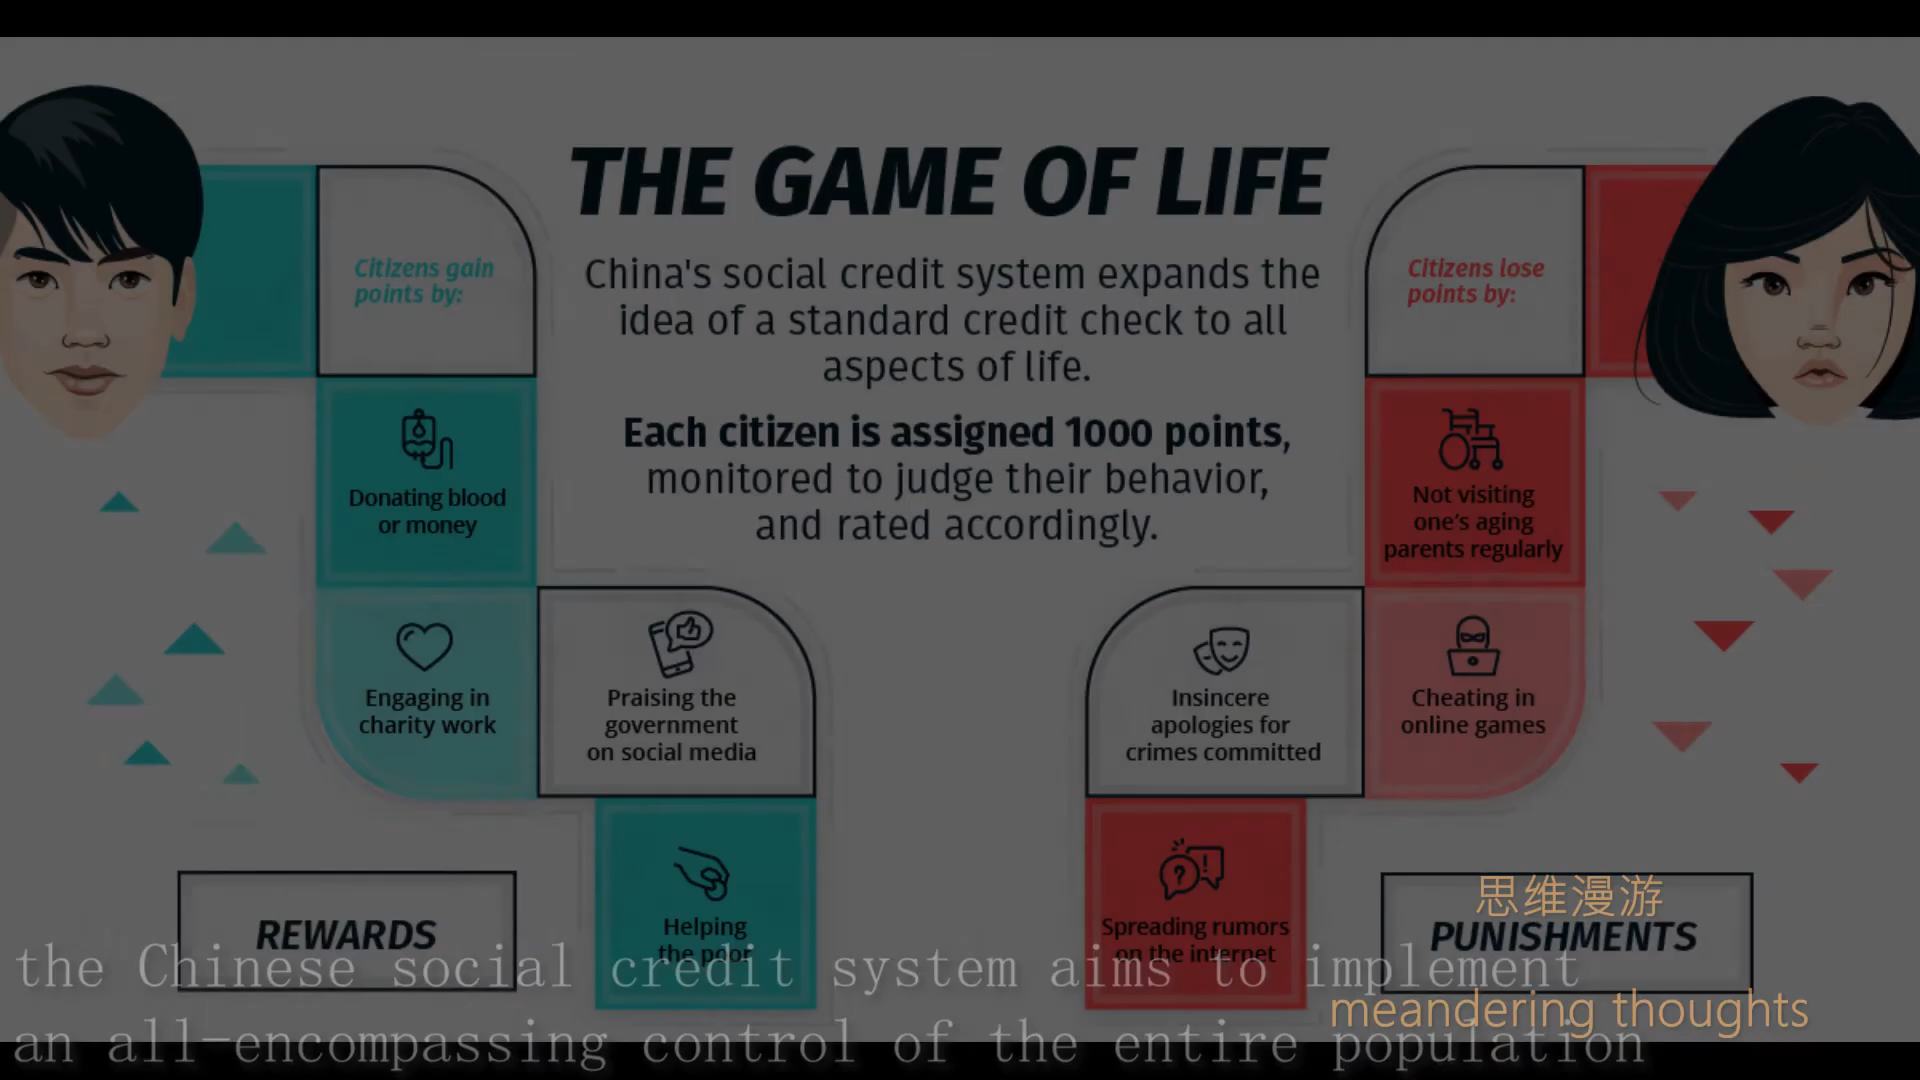 THE GAME OF LIFE
China's social credit system expands the
idea of a standard credit check to all
aspects of life.
Each citizen is assigned 1000 points,
monitored to judge their behavior,
and rated accordingly.
Citizens gain
points by:
Donating blood
or money
Engaging in
charity work
Praising the
government
on social media
Helping
the poor
REWARDS
Citizens lose
points by:
Not visiting
one's aging
parents regularly
Cheating in
online games
Insincere
apologies for
crimes committed
Spreading rumors
on the internet
PUNISHMENTS
思维漫游
meandering thoughts
the Chinese social credit system aims to implement
an all-encompassing control of the entire population